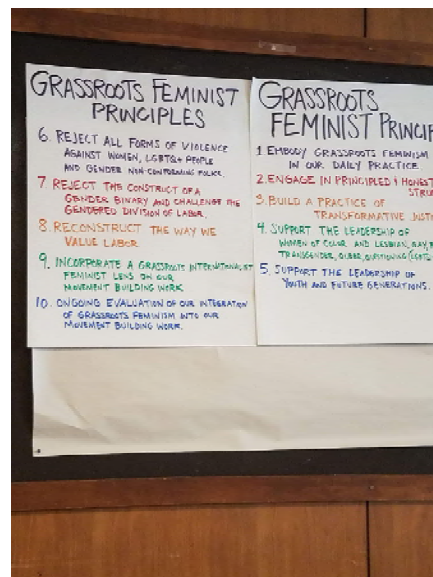 GRASSROOTS FEMINIST
PRINCIPLES
6. REJECT ALL FORMS OF VIOLENCE
AGAINST WOMEN, LGBTQ+ PEOPLE
AND GENDER NON-CONFORMING
7. REJECT THE CONSTRUCT OF A
GENDER BINARY AND CHALLENGE THE
GENDERED DIVISION OF LABOR.
8. RECONSTRUCT THE WAY WE
VALUE LABOR.
9. INCORPORATE A GRASSROOTS INTERNATIONALIST
FEMINIST LENS ON OUR
MOVEMENT BUILDING WORK
10. ONGOING EVALUATION OF OUR INTEGRATION
OF GRASSROOTS FEMINISM INTO OUR
MOVEMENT BUILDING WORK.
GRASSROOTS
FEMINIST PRINCIP
1 EMBODY GRASSROOTS FEMINISM
IN OUR DAILY PRACTICE
2. ENGAGE IN PRINCIPLED & HONEST
STRU
3. BUILD A PRACTICE OF
TRANSFORMATIVE JUST
4. SUPPORT THE LEADERSHIP OF
WOMEN OF COLOR AND LESBIAN, GAY,
TRANSGENDER, QUEER, QUESTIONING (LGBTQ
5. SUPPORT THE LEADERSHIP OF
YOUTH AND FUTURE GENERATIONS.